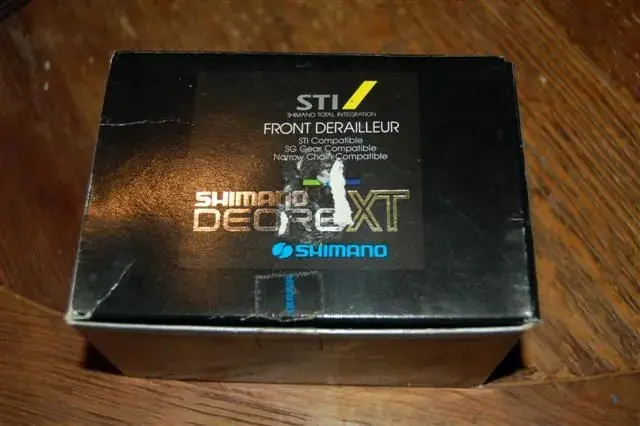 STI
SHIMANO TOTAL INTEGRATION
FRONT DERAILLEUR
STI Compatible
SG Gear Compatible
Narrow Chain Compatible
SHIMANO
DEORE XT
SHIMANO